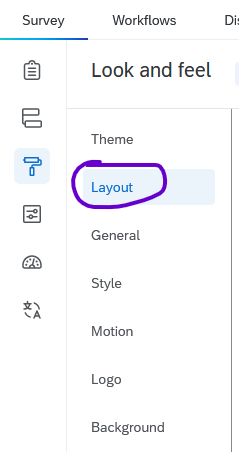 Survey Workflows
Look and feel
Theme
Layout
General
Style
Motion
Logo
Background